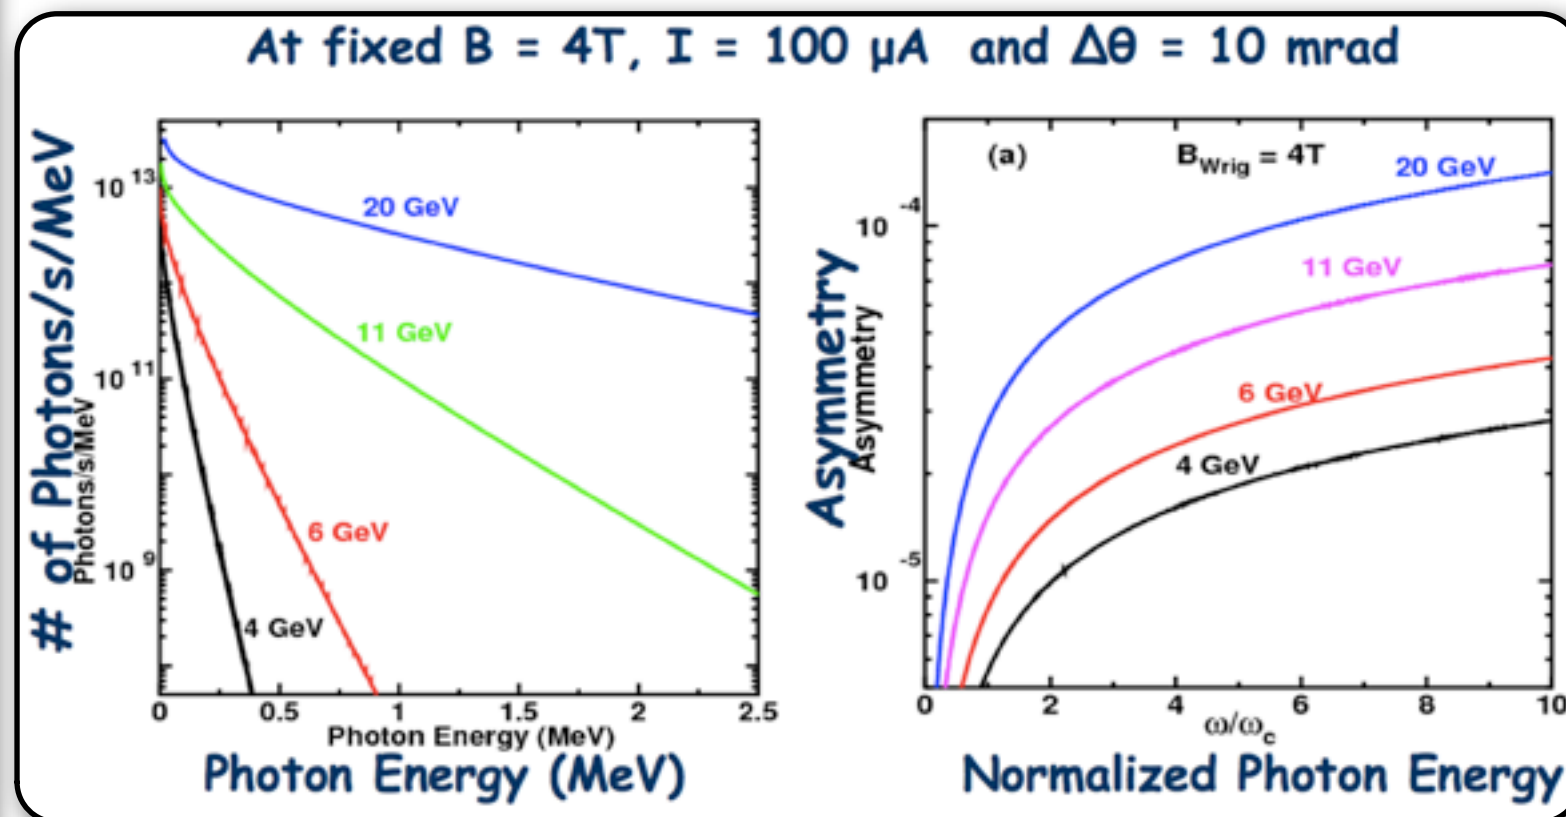 At fixed B = 4T, I = 100 µA and Δθ = 10 mrad
# of Photons/s/MeV
Photons/s/MeV
10 13
10 11
10 9
20 GeV
11 GeV
6 GeV
4 GeV
0 0.5 1 1.5 2 2.5
Photon Energy (MeV)
Photon Energy (MeV)
Asymmetry
Asymmetry
(a) B Wrig = 4T
10 -4
10 -5
20 GeV
11 GeV
6 GeV
4 GeV
0 2 4 6 8 10
ω/ωc
Normalized Photon Energy